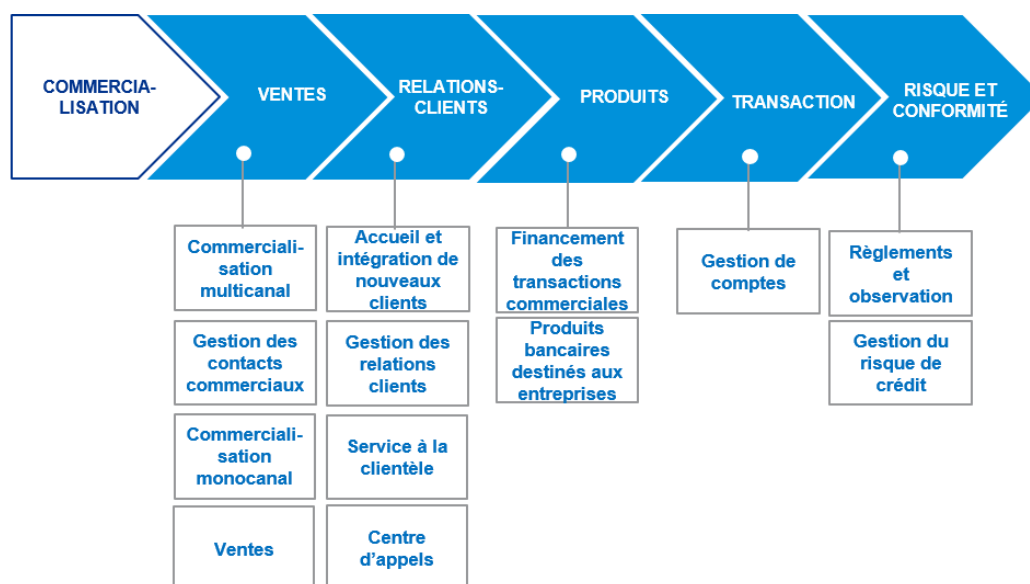 COMMERCIA-
LISATION
VENTES
RELATIONS-
CLIENTS
PRODUITS
TRANSACTION
RISQUE ET
CONFORMITÉ
Commerciali-
sation
multicanal
Gestion des
contacts
commerciaux
Commerciali-
sation
monocanal
Ventes
Accueil et
intégration de
nouveaux
clients
Gestion des
relations
clients
Service à la
clientèle
Centre
d’appels
Financement
des
transactions
commerciales
Produits
bancaires
destinés aux
entreprises
Gestion de
comptes
Règlements
et
observation
Gestion du
risque de
crédit